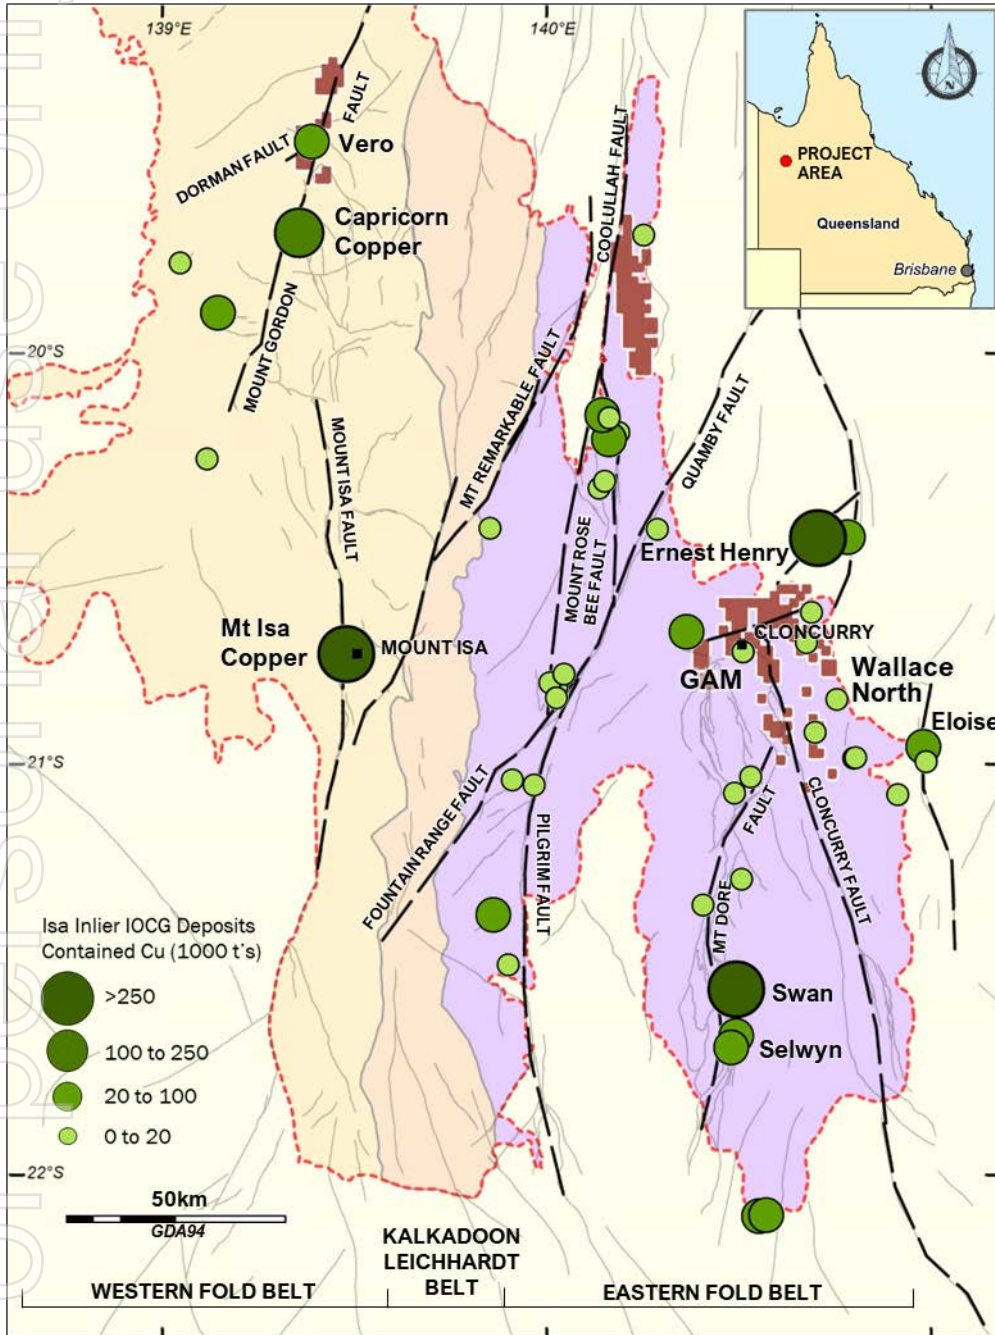 139°E
140°E
PROJECT
AREA
Queensland
Brisbane
N
FAULT
DORMAN FAULT
Vero
Capricorn
Copper
MOUNT GORDON
COOLULLAH FAULT
20°S
MT REMARKABLE FAULT
QUAMBY FAULT
MOUNT ISA FAULT
MOUNT ROSE
BEE FAULT
Ernest Henry
Mt Isa
Copper
MOUNT ISA
CLONCURRY
GAM
Wallace
North
Eloise
21°S
FOUNTAIN RANGE FAULT
PILGRIM FAULT
FAULT
MT DORE
CLONCURRY FAULT
Isa Inlier IOCG Deposits
Contained Cu (1000 t's)
>250
100 to 250
20 to 100
0 to 20
Swan
Selwyn
22°S
50km
GDA94
WESTERN FOLD BELT
KALKADOON
LEICHHARDT
BELT
EASTERN FOLD BELT